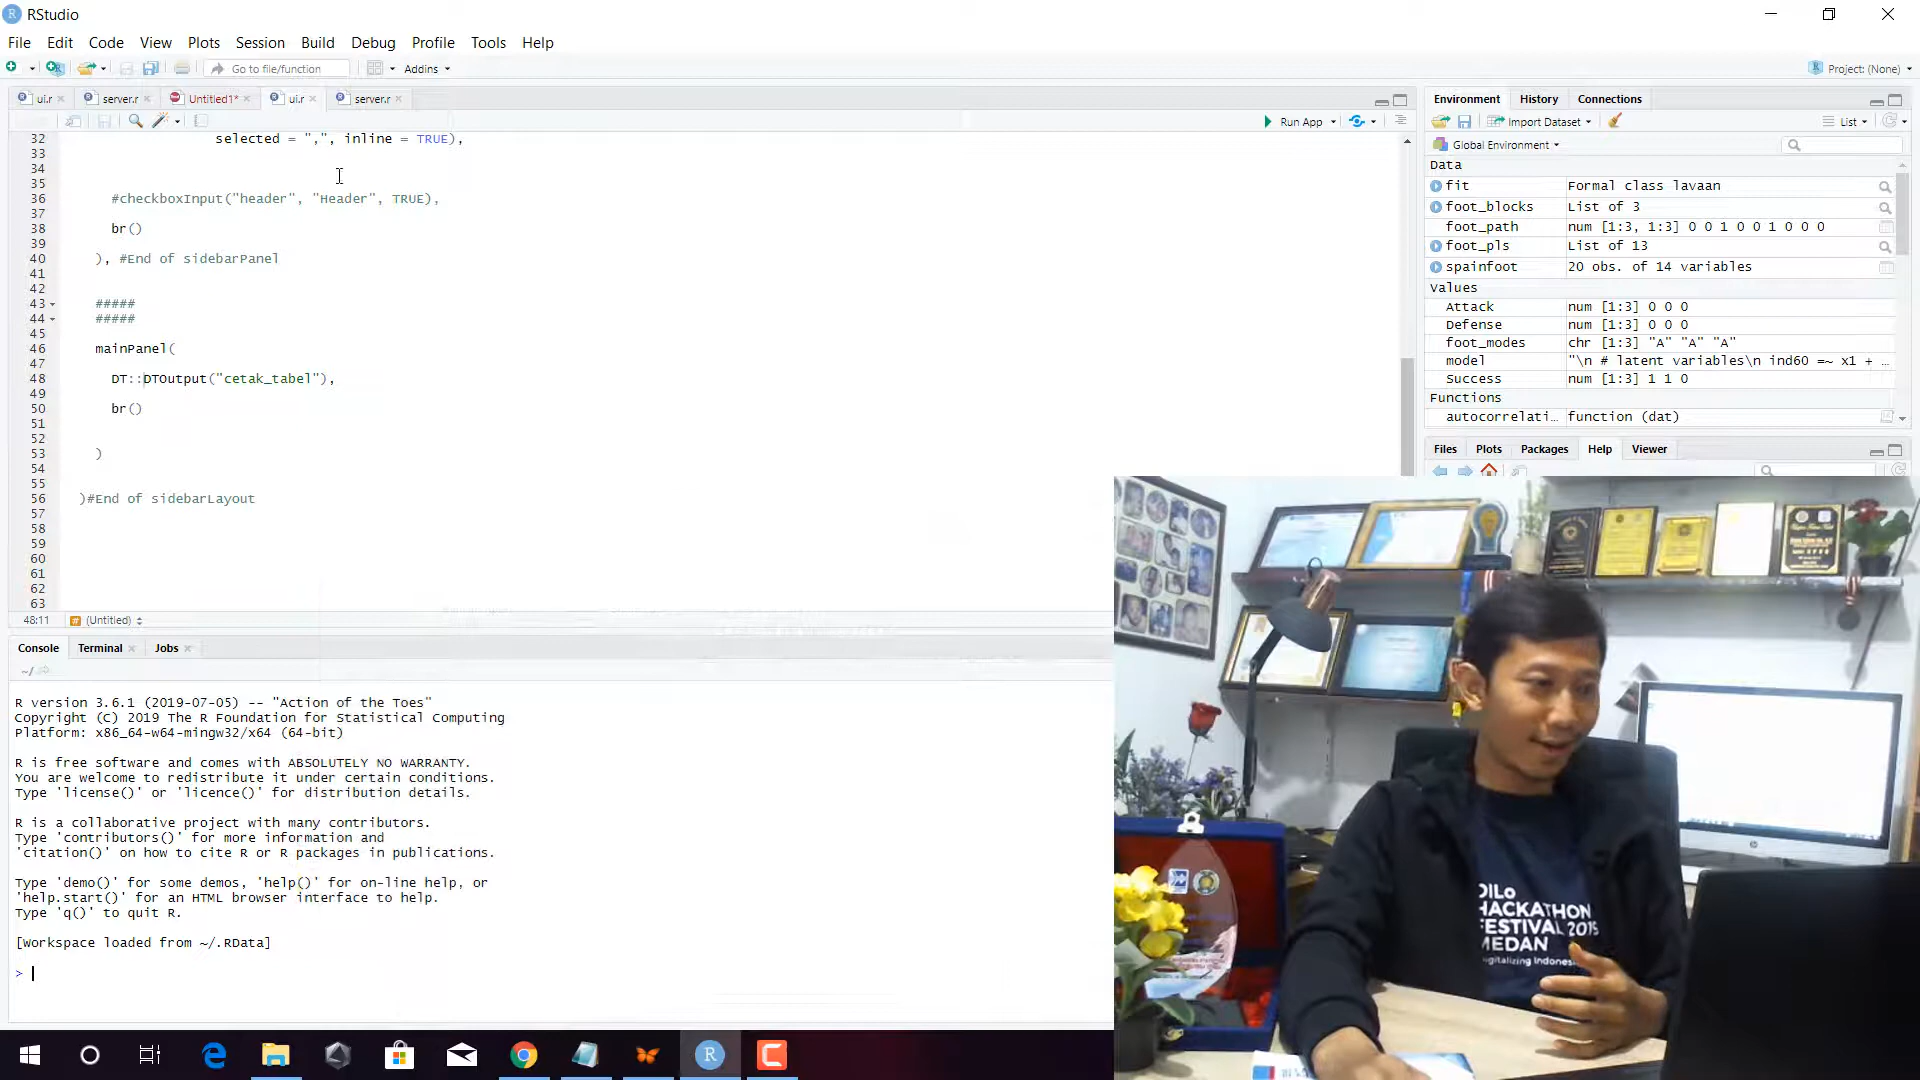 RStudio
File Edit Code View Plots Session Build Debug Profile Tools Help
Go to file/function
Addins
Project: (None)
ui.r × server.r × Untitled1* × ui.r × server.r ×
Run App
32 selected = ",", inline = TRUE),
33
34
35
36 #checkboxInput("header", "Header", TRUE),
37
38 br()
39
40 ), #End of sidebarPanel
41
42
43 #####
44 #####
45
46 mainPanel(
47
48 DT::DTOutput("cetak_tabel"),
49
50 br()
51
52
53 )
54
55
56 )#End of sidebarLayout
57
58
59
60
61
62
63
48:11 # (Untitled)
Environment History Connections
Import Dataset
List
Global Environment
Data
fit Formal class lavaan
foot_blocks List of 3
foot_path num [1:3, 1:3] 0 0 1 0 0 1 0 0 0
foot_pls List of 13
spainfoot 20 obs. of 14 variables
Values
Attack num [1:3] 0 0 0
Defense num [1:3] 0 0 0
foot_modes chr [1:3] "A" "A" "A"
model "\n # latent variables\n ind60 =~ x1 + …
Success num [1:3] 1 1 0
Functions
autocorrelati… function (dat)
Files Plots Packages Help Viewer
Console Terminal × Jobs ×
~/
R version 3.6.1 (2019-07-05) -- "Action of the Toes"
Copyright (C) 2019 The R Foundation for Statistical Computing
Platform: x86_64-w64-mingw32/x64 (64-bit)
R is free software and comes with ABSOLUTELY NO WARRANTY.
You are welcome to redistribute it under certain conditions.
Type 'license()' or 'licence()' for distribution details.
R is a collaborative project with many contributors.
Type 'contributors()' for more information and
'citation()' on how to cite R or R packages in publications.
Type 'demo()' for some demos, 'help()' for on-line help, or
'help.start()' for an HTML browser interface to help.
Type 'q()' to quit R.
[Workspace loaded from ~/.RData]
>
DILo
HACKATHON
FESTIVAL 2015
MEDAN